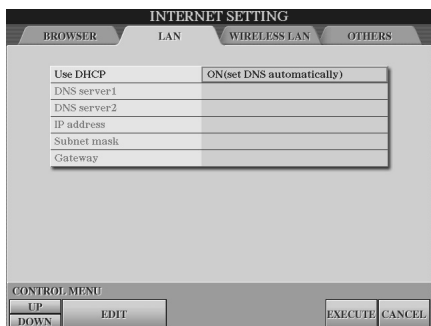 INTERNET SETTING
BROWSER LAN WIRELESS LAN OTHERS
Use DHCP ON(set DNS automatically)
DNS server1
DNS server2
IP address
Subnet mask
Gateway
CONTROL MENU
UP
DOWN EDIT EXECUTE CANCEL